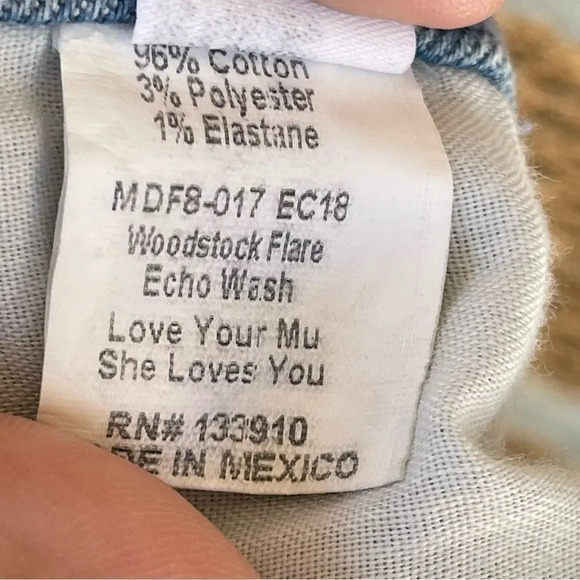 96% Cotton
3% Polyester
1% Elastane
MDF8-017 EC18
Woodstock Flare
Echo Wash
Love Your Mu
She Loves You
RN# 133910
DE IN MEXICO